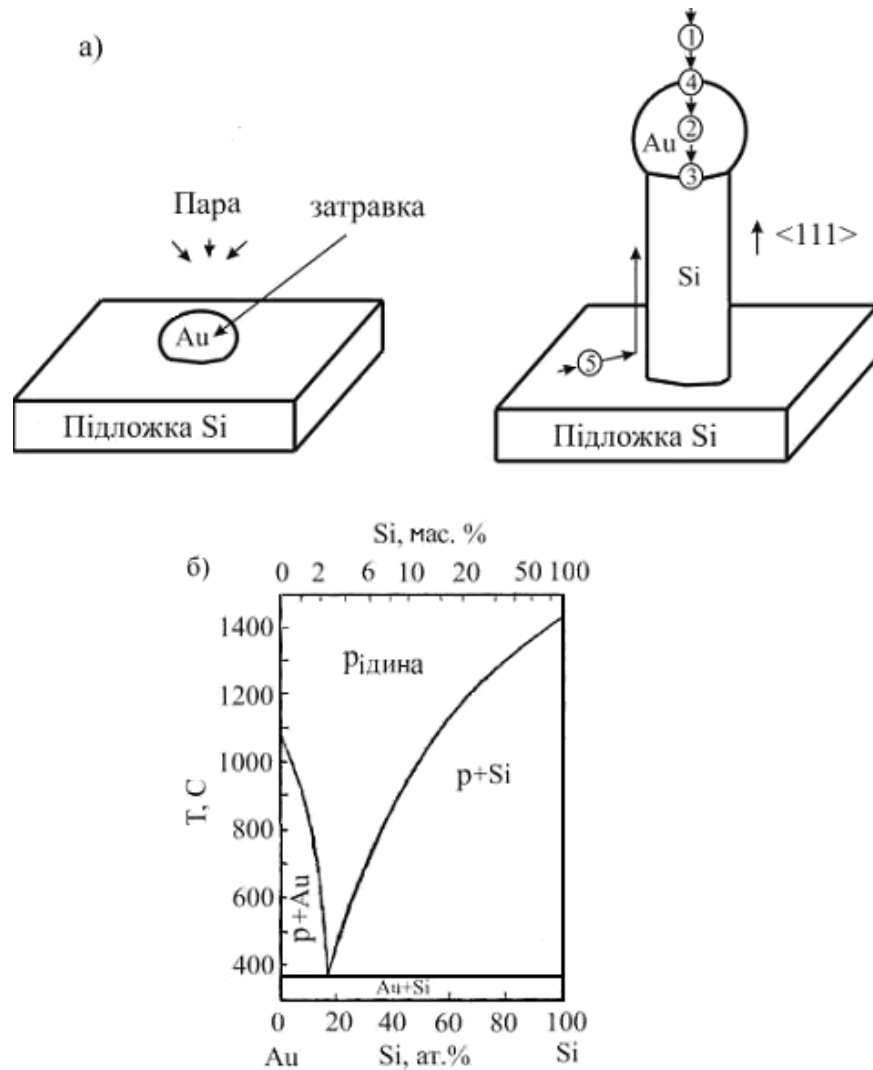 а)
Пара
затравка
Au
Підложка Si
1
4
2
Au
3
<111>
Si
5
Підложка Si
б)
Si, мас. %
0 2 6 10 20 50 100
1400
1200
1000
800
600
400
T, C
рідина
p+Si
p+Au
Au+Si
0 20 40 60 80 100
Au Si, ат.% Si